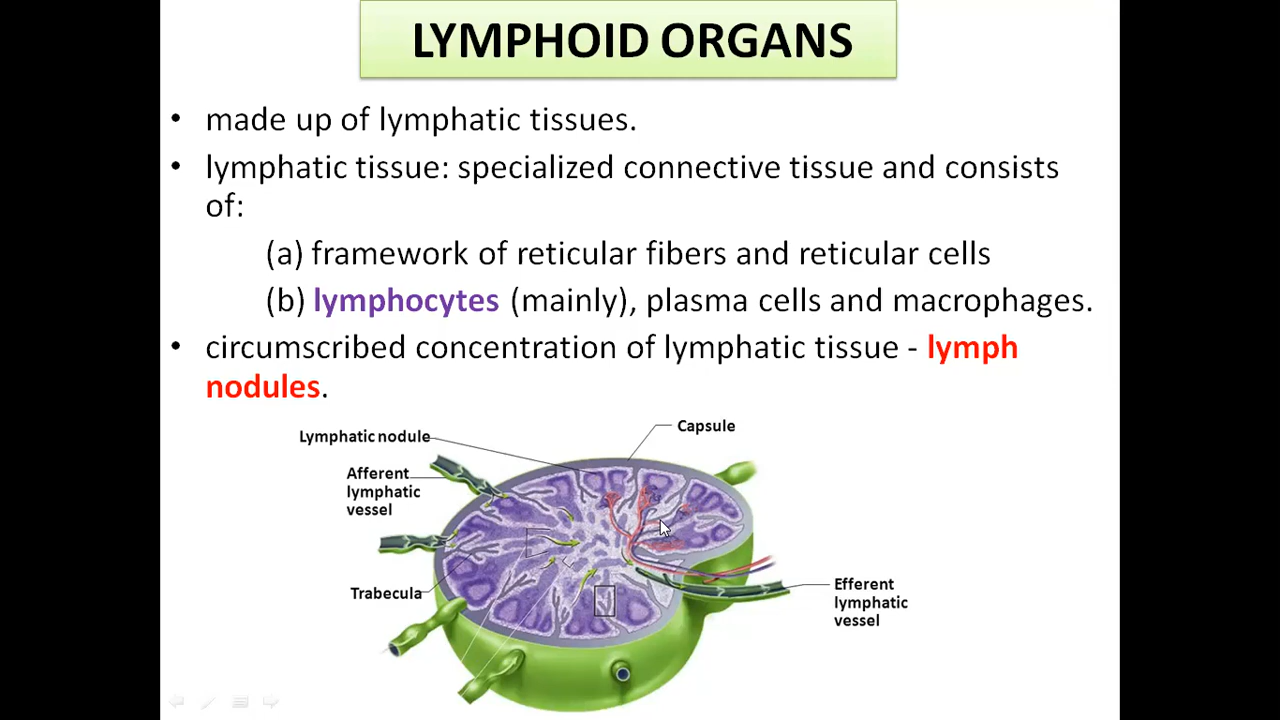 LYMPHOID ORGANS
• made up of lymphatic tissues.
• lymphatic tissue: specialized connective tissue and consists
of:
(a) framework of reticular fibers and reticular cells
(b) lymphocytes (mainly), plasma cells and macrophages.
• circumscribed concentration of lymphatic tissue - lymph
nodules.
Capsule
Lymphatic nodule
Afferent
lymphatic
vessel
Trabecula
Efferent
lymphatic
vessel